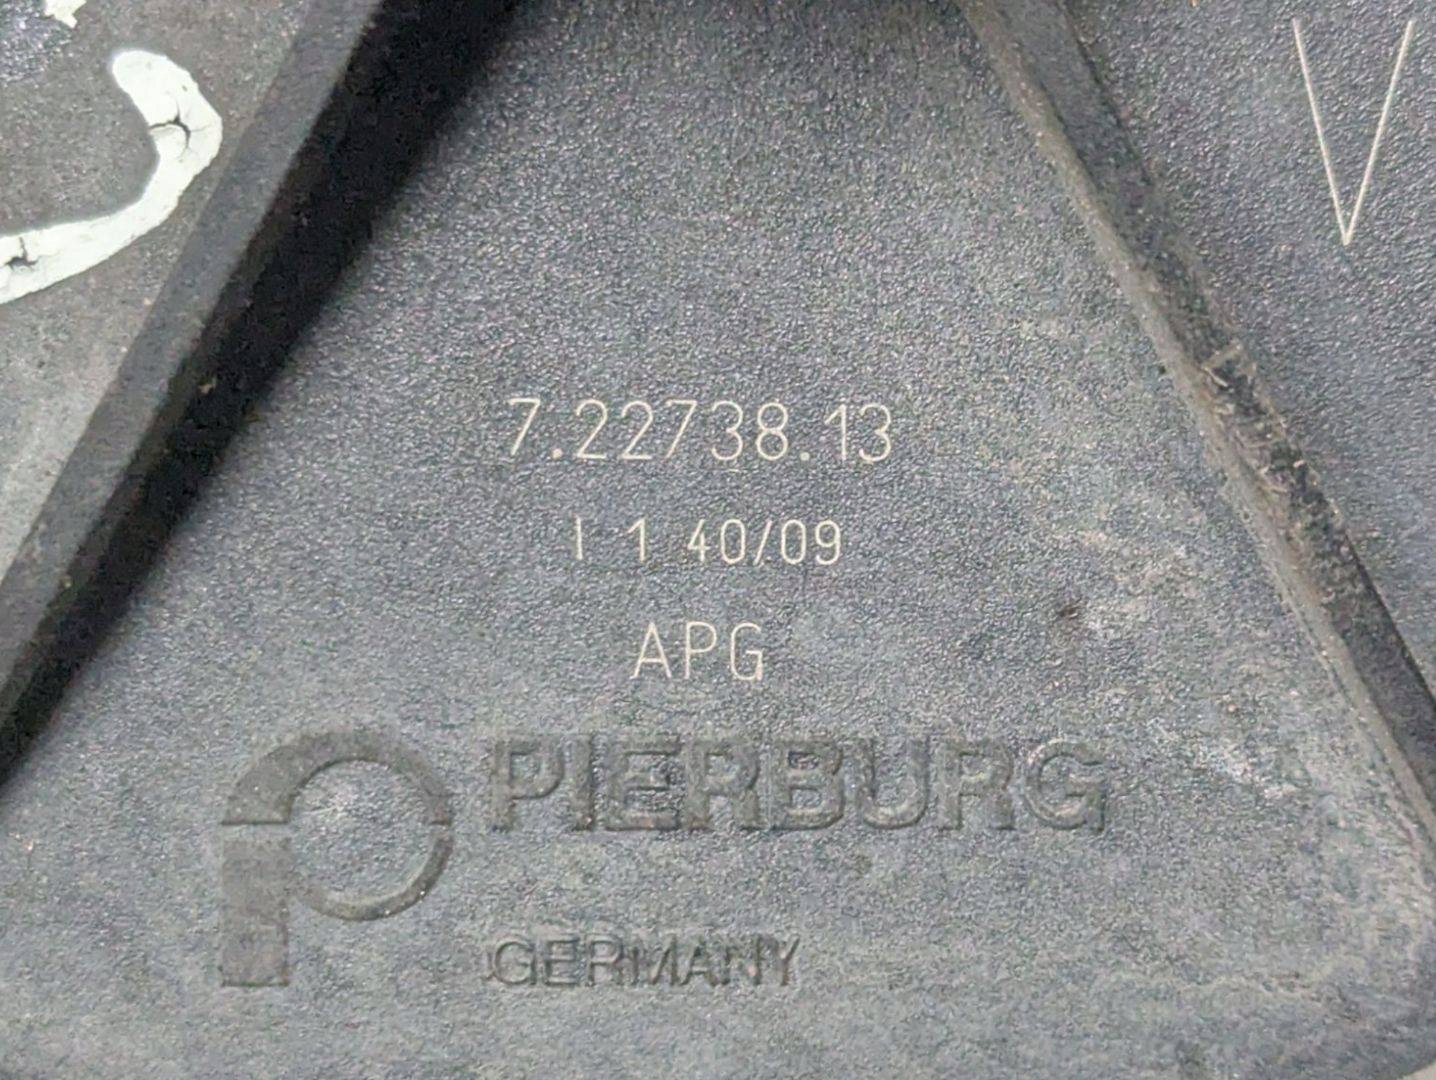 V
7.22738.13
I 1 40/09
APG
PIERBURG
GERMANY